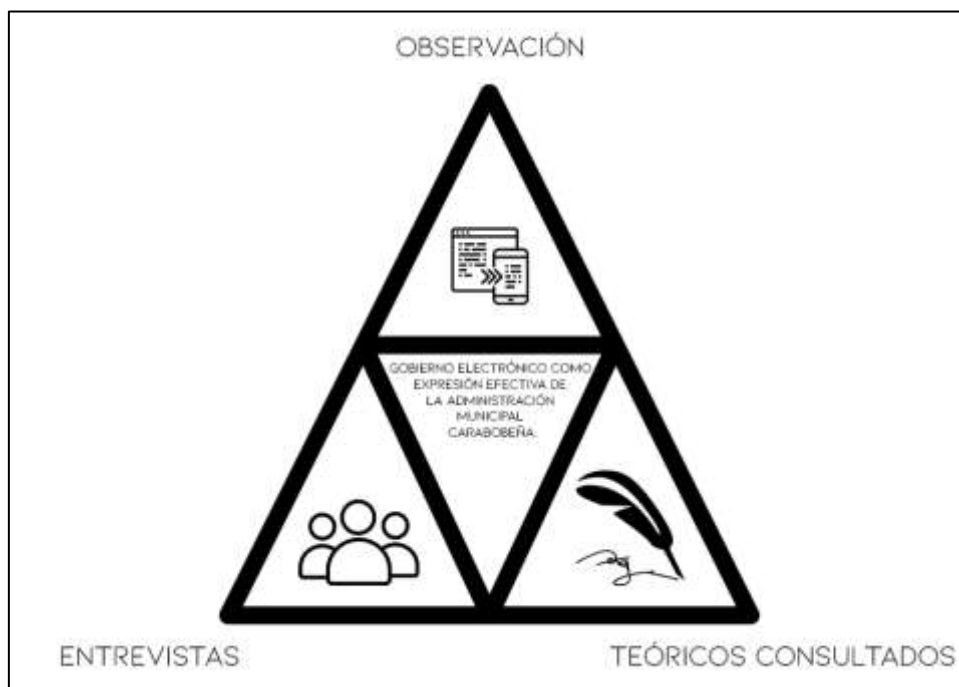 OBSERVACIÓN
GOBIERNO ELECTRÓNICO COMO
EXPRESIÓN EFECTIVA DE
LA ADMINISTRACIÓN
MUNICIPAL
CARABOBEÑA.
ENTREVISTAS
TEÓRICOS CONSULTADOS